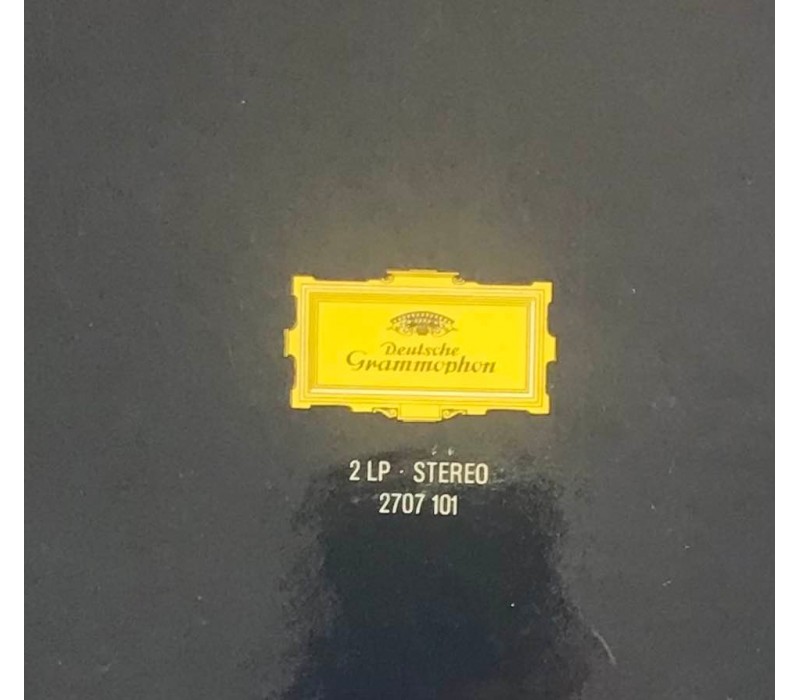 Deutsche
Grammophon
2 LP · STEREO
2707 101